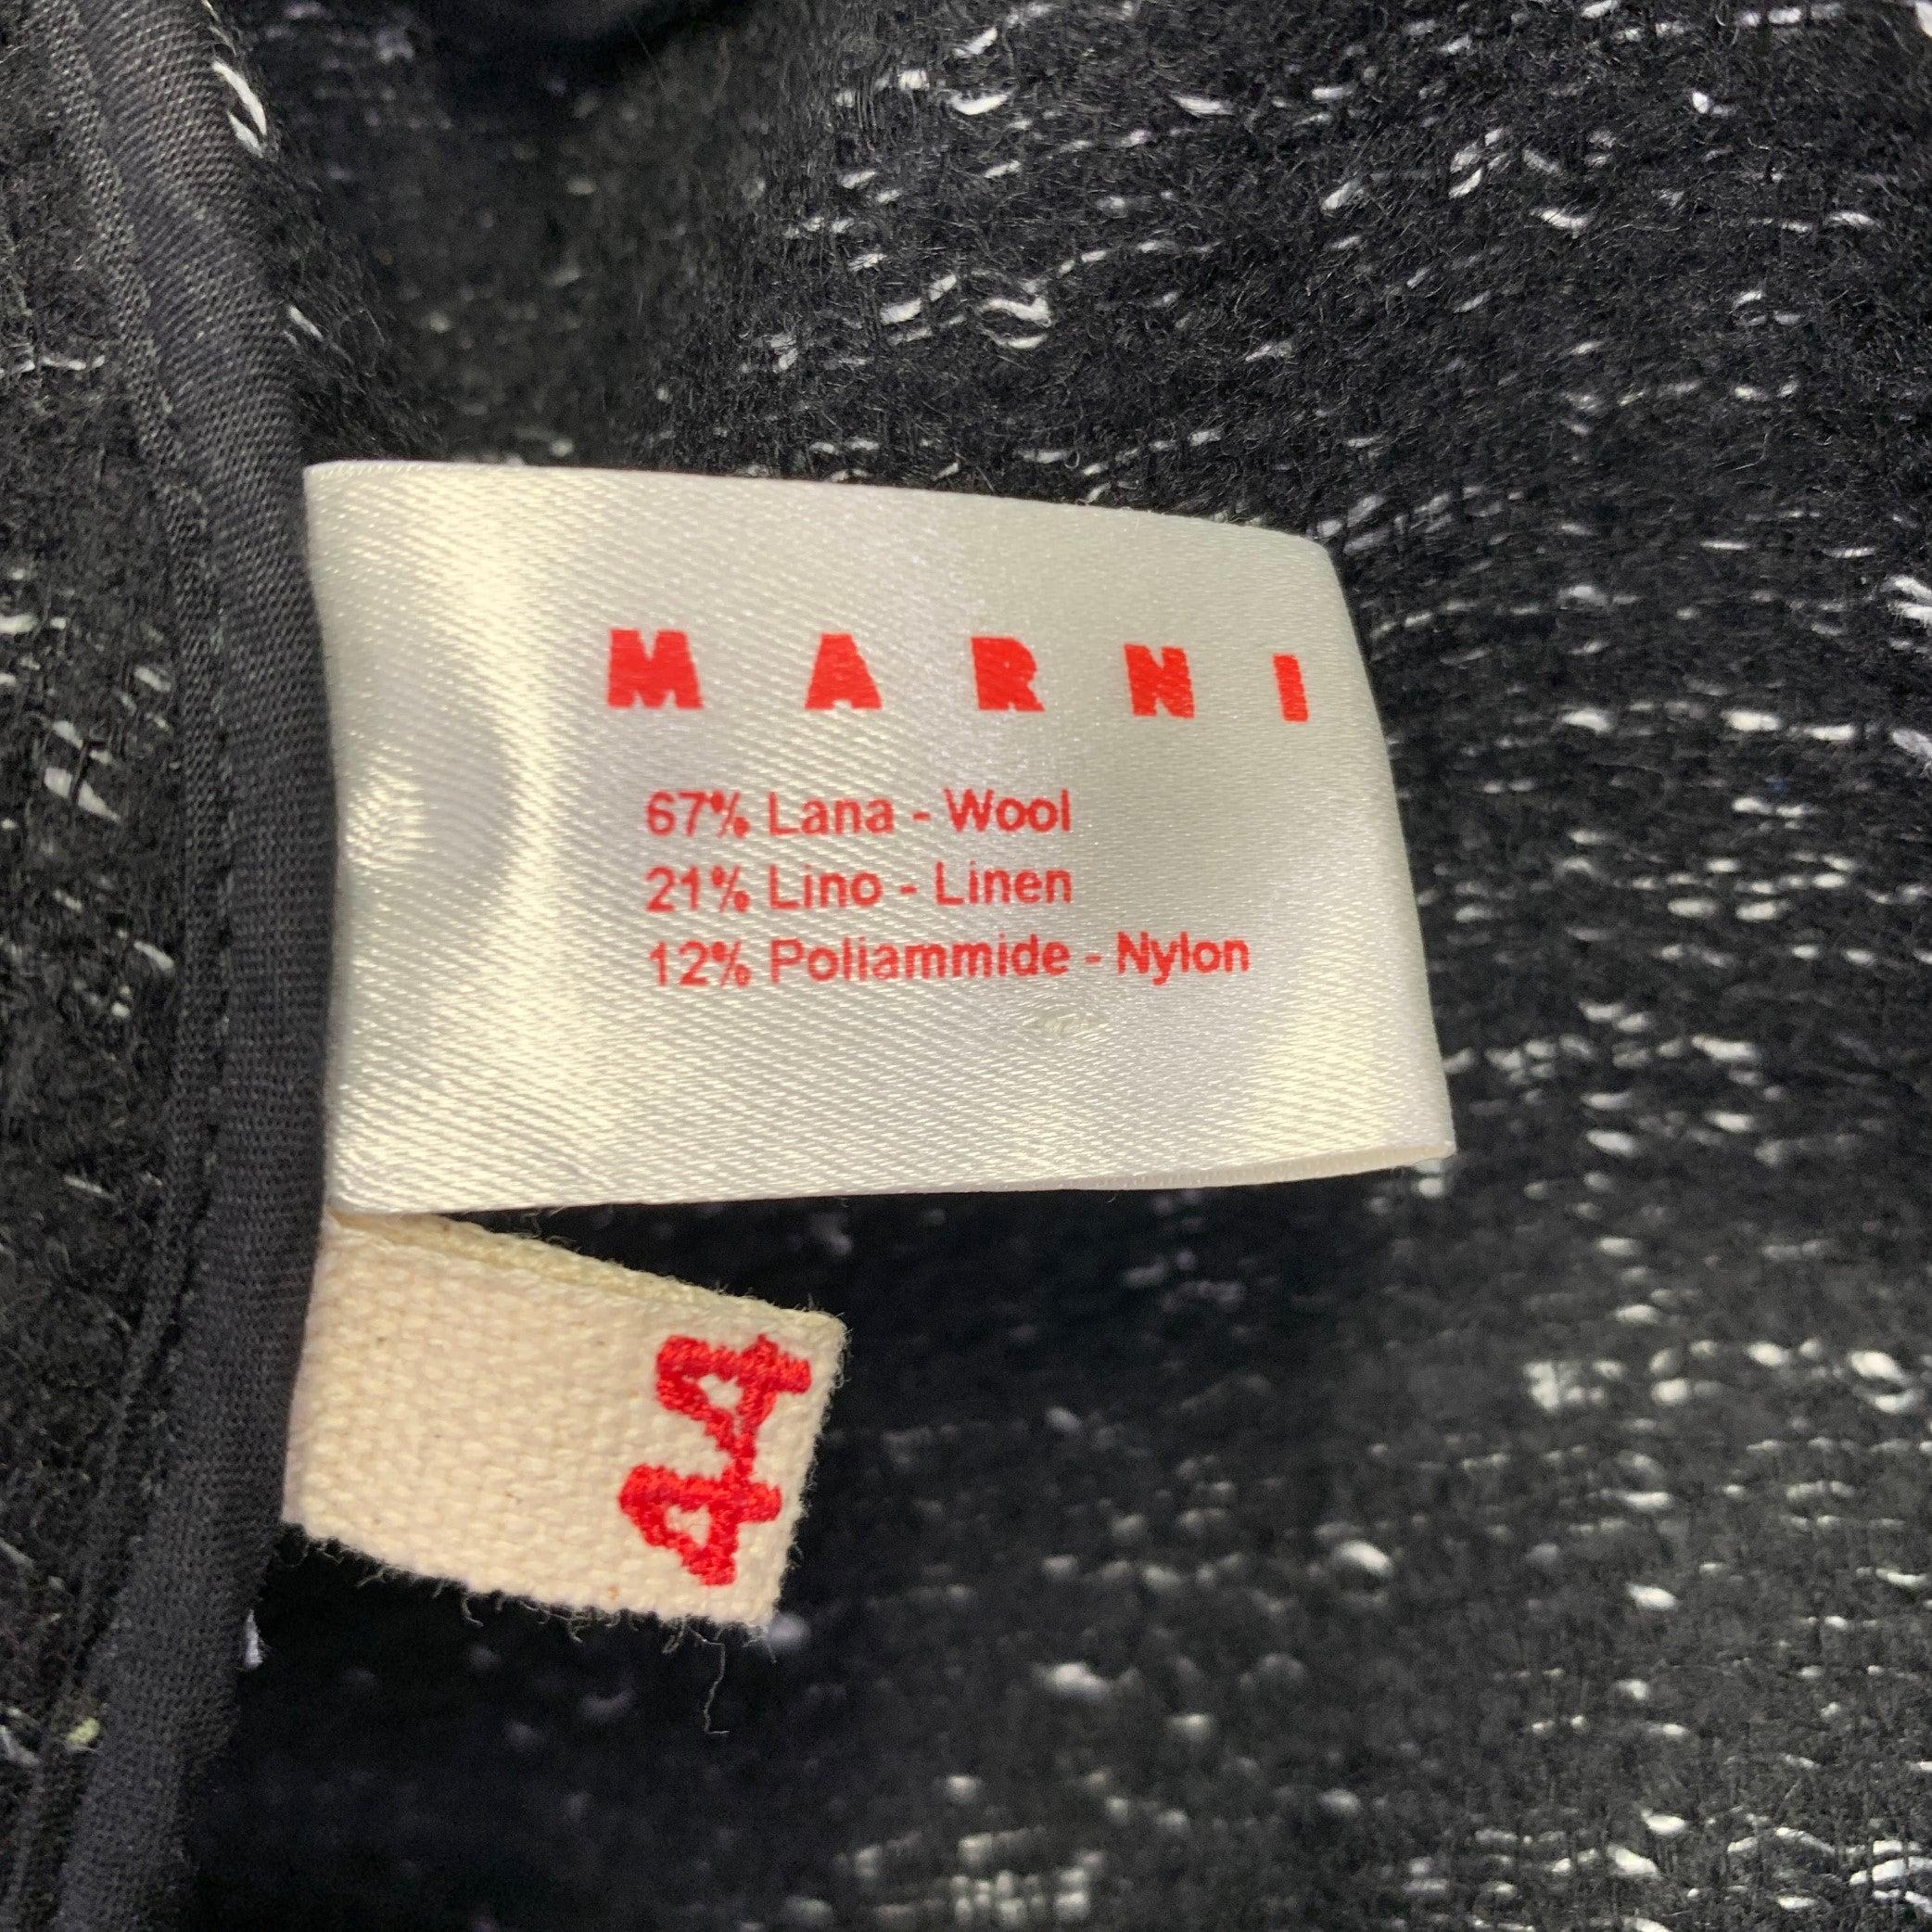 MARNI
67% Lana - Wool
21% Lino - Linen
12% Poliammide - Nylon
44